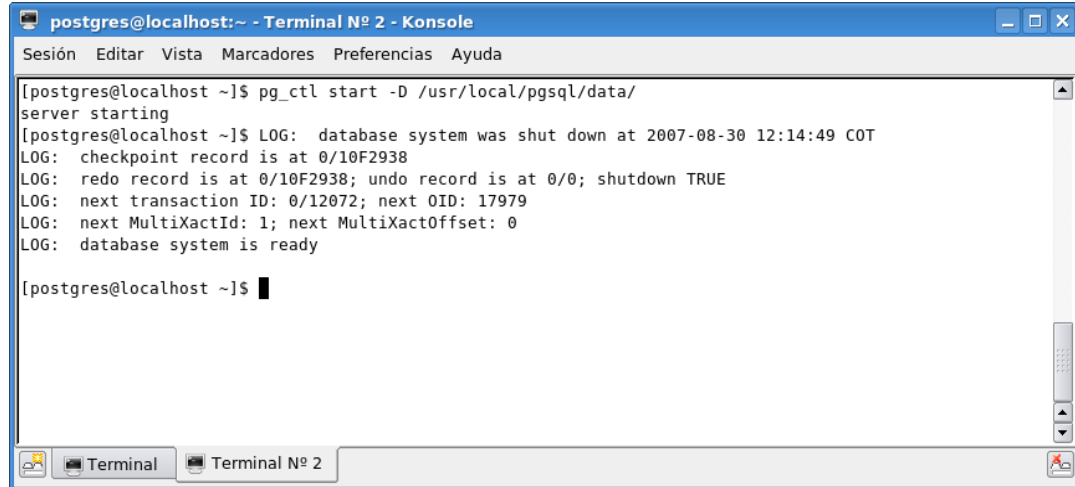 postgres@localhost:~ - Terminal Nº 2 - Konsole
Sesión Editar Vista Marcadores Preferencias Ayuda
[postgres@localhost ~]$ pg_ctl start -D /usr/local/pgsql/data/
server starting
[postgres@localhost ~]$ LOG:  database system was shut down at 2007-08-30 12:14:49 COT
LOG:  checkpoint record is at 0/10F2938
LOG:  redo record is at 0/10F2938; undo record is at 0/0; shutdown TRUE
LOG:  next transaction ID: 0/12072; next OID: 17979
LOG:  next MultiXactId: 1; next MultiXactOffset: 0
LOG:  database system is ready
[postgres@localhost ~]$
Terminal Terminal Nº 2